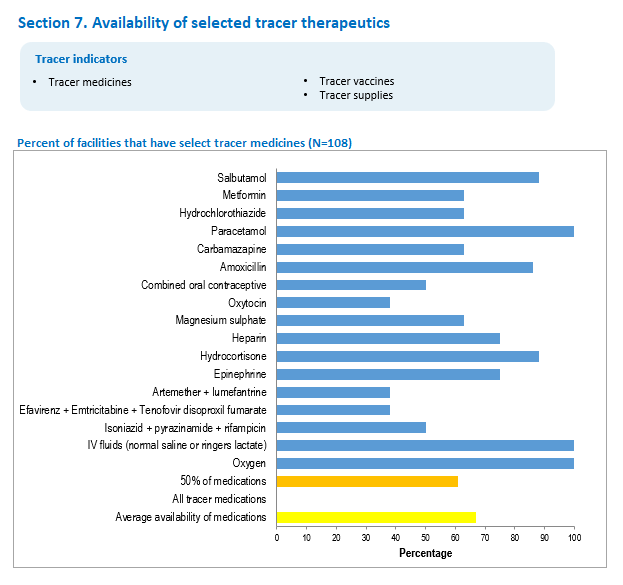 Section 7. Availability of selected tracer therapeutics
Tracer indicators
• Tracer medicines
• Tracer vaccines
• Tracer supplies
Percent of facilities that have select tracer medicines (N=108)
Salbutamol
Metformin
Hydrochlorothiazide
Paracetamol
Carbamazapine
Amoxicillin
Combined oral contraceptive
Oxytocin
Magnesium sulphate
Heparin
Hydrocortisone
Epinephrine
Artemether + lumefantrine
Efavirenz + Emtricitabine + Tenofovir disoproxil fumarate
Isoniazid + pyrazinamide + rifampicin
IV fluids (normal saline or ringers lactate)
Oxygen
50% of medications
All tracer medications
Average availability of medications
0 10 20 30 40 50 60 70 80 90 100
Percentage